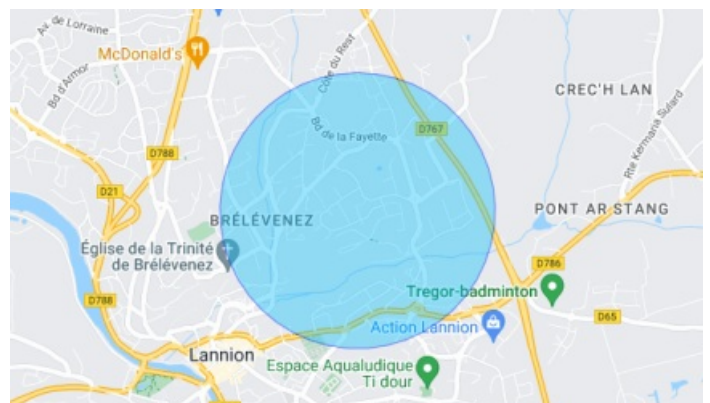 Av. de Lorraine
McDonald's
Bd d'Armor
Côte du Rest
CREC'H LAN
Bd de la Fayette
D767
Rte Kermaria Sulard
D788
D21
BRÉLÉVENEZ
PONT AR STANG
Église de la Trinité
de Brélévenez
D786
D788
Tregor-badminton
D65
Action Lannion
Lannion
Espace Aqualudique
Ti dour